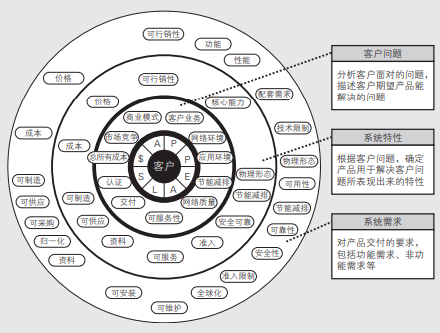 可行销性
功能
性能
价格
配套需求
成本
技术限制
可制造
物理形态
可供应
可用性
可采购
节能减排
归一化
可靠性
资料
安全性
准入限制
可安装
全球化
可维护
可行销性
价格
核心能力
成本
物理形态
可制造
节能减排
可供应
安全可靠
资料
准入
可服务
商业模式
客户业务
市场竞争
网络环境
总所有成本
应用环境
认证
节能减排
交付
网络质量
可服务性
$
A
P
P
E
A
L
S
S
客户
客户问题
分析客户面对的问题，
描述客户期望产品能
解决的问题
系统特性
根据客户问题，确定
产品用于解决客户问
题所表现出来的特性
系统需求
对产品交付的要求，
包括功能需求、非功
能需求等